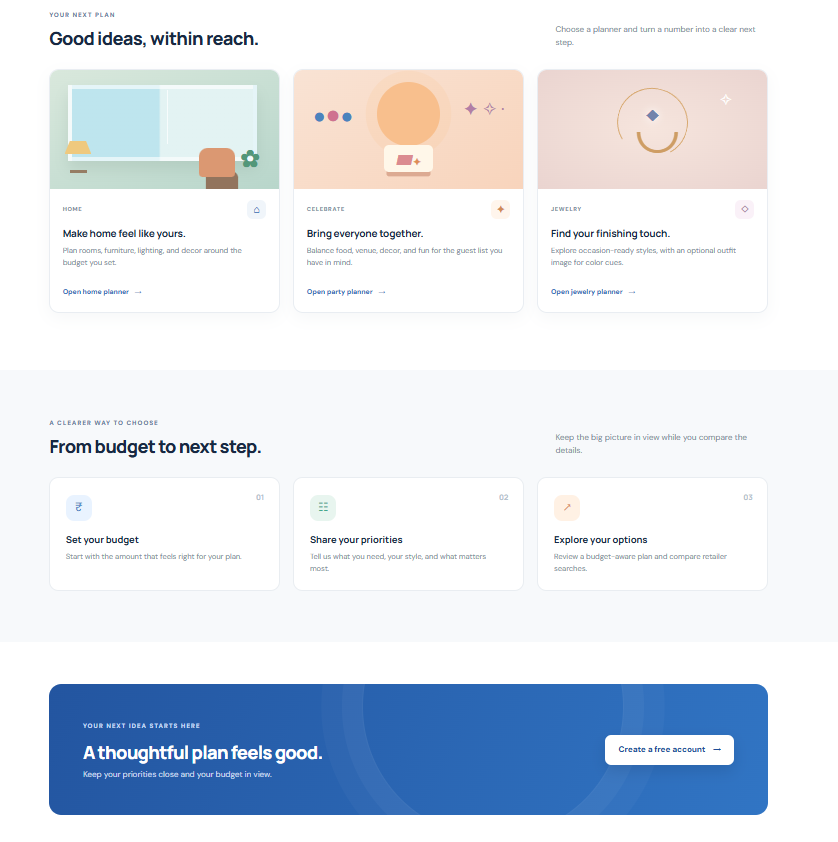 YOUR NEXT PLAN
Good ideas, within reach.
Choose a planner and turn a number into a clear next
step.
HOME
Make home feel like yours.
Plan rooms, furniture, lighting, and decor around the
budget you set.
Open home planner →
CELEBRATE
Bring everyone together.
Balance food, venue, decor, and fun for the guest list you
have in mind.
Open party planner →
JEWELRY
Find your finishing touch.
Explore occasion-ready styles, with an optional outfit
image for color cues.
Open jewelry planner →
A CLEARER WAY TO CHOOSE
From budget to next step.
Keep the big picture in view while you compare the
details.
₹
01
Set your budget
Start with the amount that feels right for your plan.
02
Share your priorities
Tell us what you need, your style, and what matters
most.
03
Explore your options
Review a budget-aware plan and compare retailer
searches.
YOUR NEXT IDEA STARTS HERE
A thoughtful plan feels good.
Keep your priorities close and your budget in view.
Create a free account →